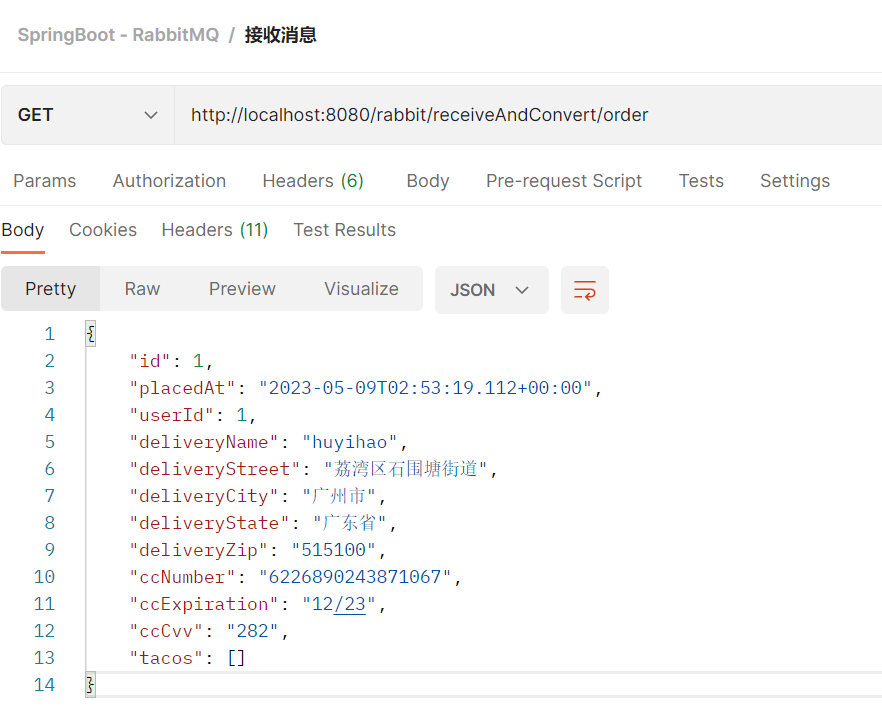 SpringBoot - RabbitMQ / 接收消息
GET http://localhost:8080/rabbit/receiveAndConvert/order
Params Authorization Headers (6) Body Pre-request Script Tests Settings
Body Cookies Headers (11) Test Results
Pretty Raw Preview Visualize JSON
1 {
2 "id": 1,
3 "placedAt": "2023-05-09T02:53:19.112+00:00",
4 "userId": 1,
5 "deliveryName": "huyihao",
6 "deliveryStreet": "荔湾区石围塘街道",
7 "deliveryCity": "广州市",
8 "deliveryState": "广东省",
9 "deliveryZip": "515100",
10 "ccNumber": "6226890243871067",
11 "ccExpiration": "12/23",
12 "ccCvv": "282",
13 "tacos": []
14 }